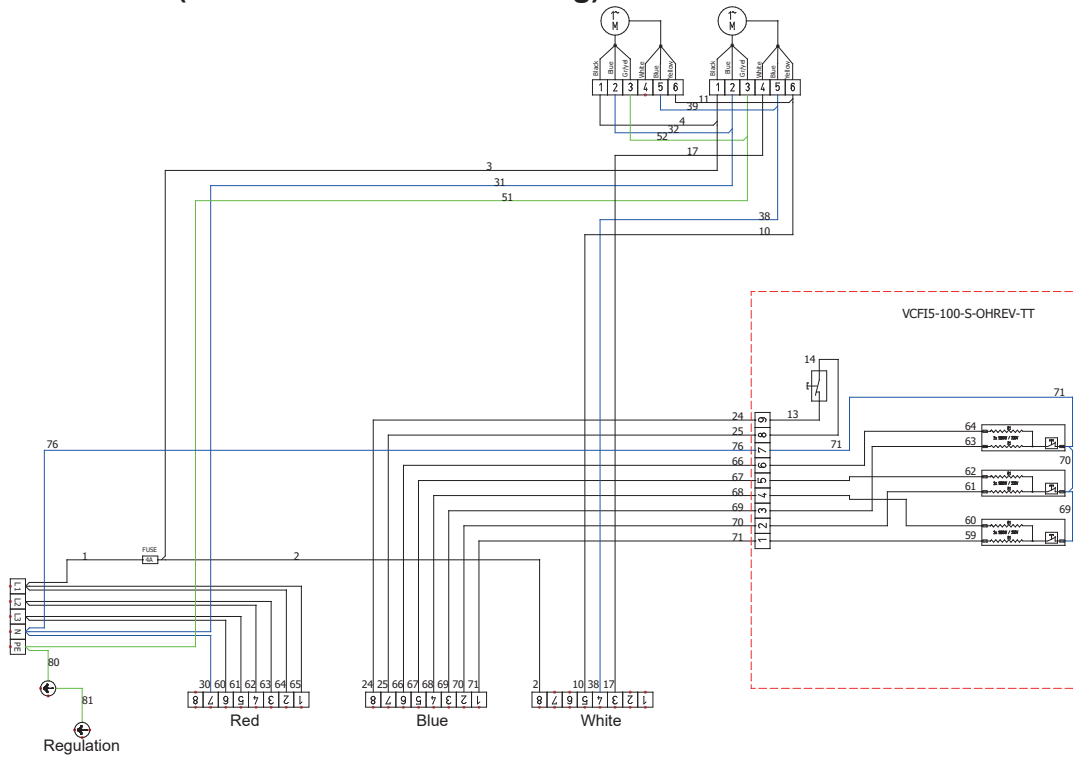 1~ M 1~ M
Black Blue Gr/yel White Blue Yellow Black Blue Gr/yel White Blue Yellow
1 2 3 4 5 6 1 2 3 4 5 6
11
39
4
32
52
17
3
31
51
38
10
VCFI5-100-S-OHREV-TT
14
71
24 9 13
25 8
76 76 7 71
66 6
67 5
68 4
69 3
70 2
71 1
64
63
70
62
61
69
60
59
1 FUSE 2
4A
L1
L2
L3
N
PE
80
81
30 60 61 62 63 64 65
8 7 6 5 4 3 2 1
Red
24 25 66 67 68 69 70 71
8 7 6 5 4 3 2 1
Blue
2 10 38 17
8 7 6 5 4 3 2 1
White
Regulation